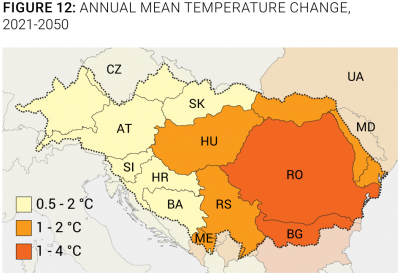 FIGURE 12: ANNUAL MEAN TEMPERATURE CHANGE,
2021-2050
CZ
UA
SK
MD
AT
HU
SI
RO
HR
BA
RS
ME
BG
0.5 - 2 °C
1 - 2 °C
1 - 4 °C